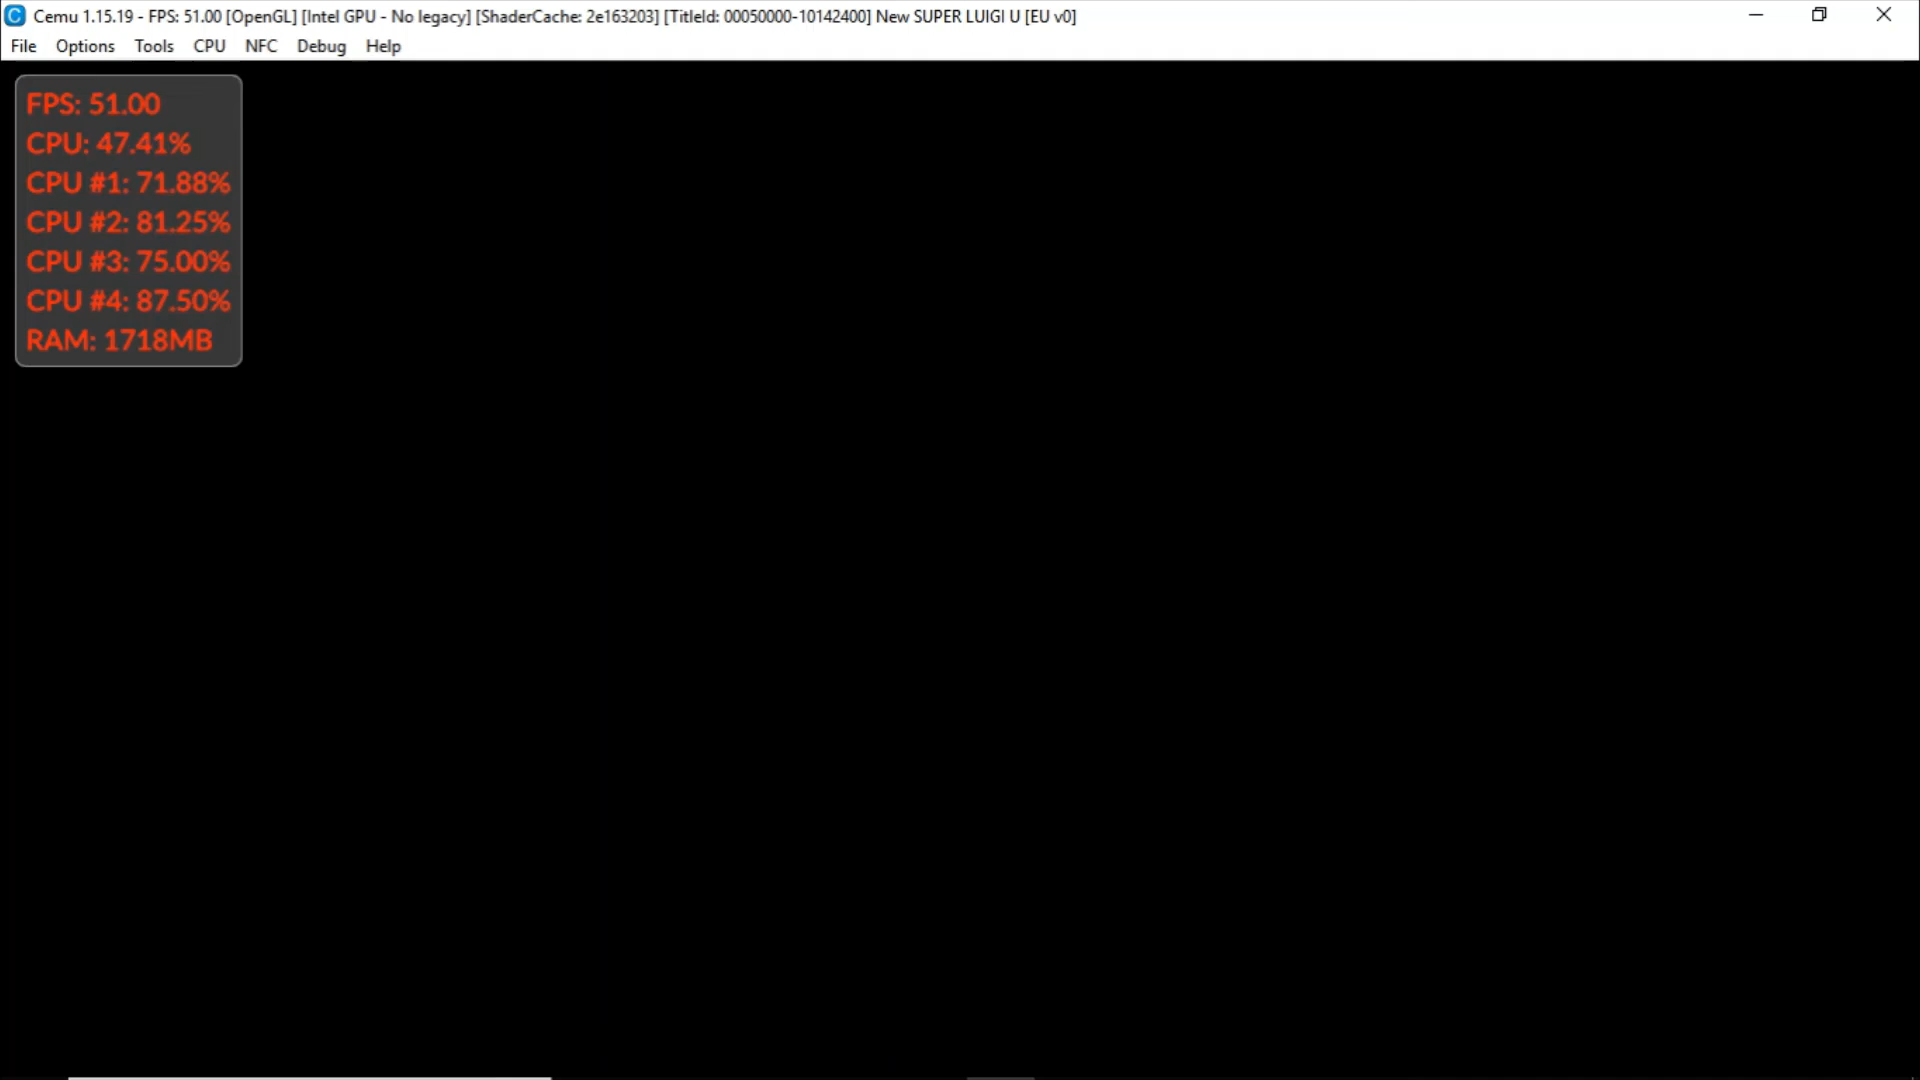 Cemu 1.15.19 - FPS: 51.00 [OpenGL] [Intel GPU - No legacy] [ShaderCache: 2e163203] [TitleId: 00050000-10142400] New SUPER LUIGI U [EU v0]
File Options Tools CPU NFC Debug Help
FPS: 51.00
CPU: 47.41%
CPU #1: 71.88%
CPU #2: 81.25%
CPU #3: 75.00%
CPU #4: 87.50%
RAM: 1718MB